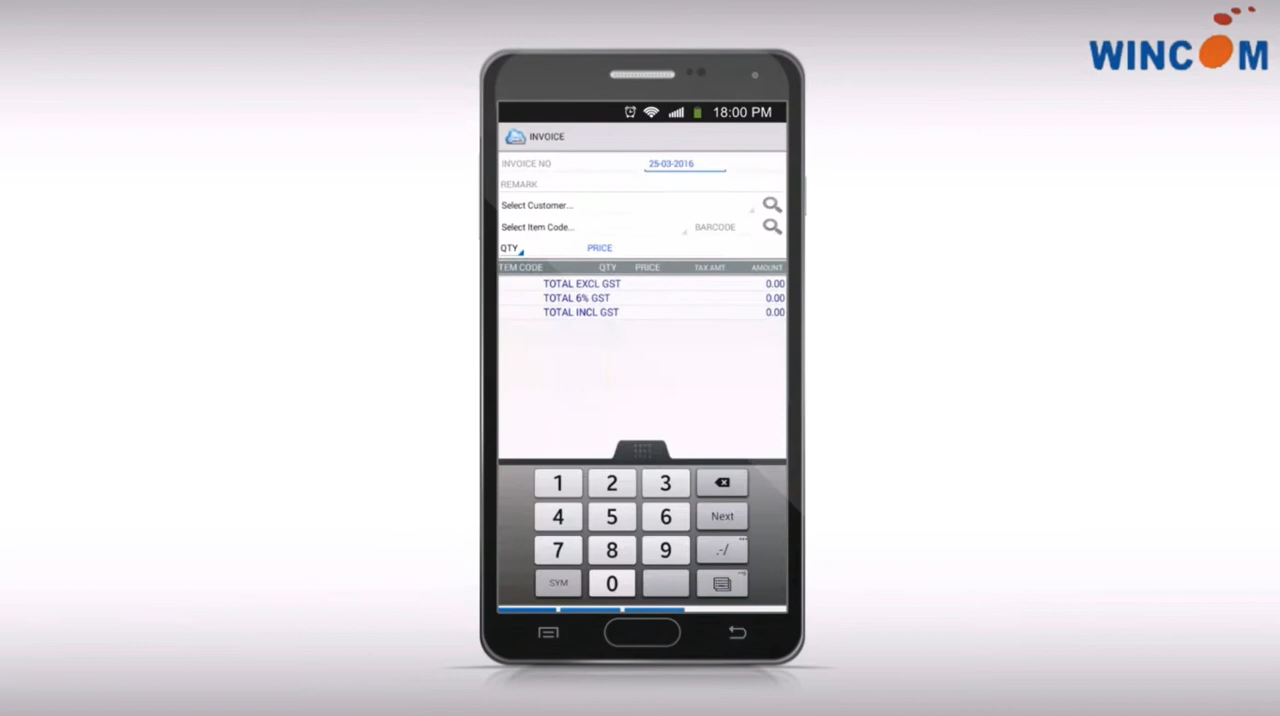 WINCOM
18:00 PM
INVOICE
INVOICE NO 25-03-2016
REMARK
Select Customer...
Select Item Code... BARCODE
QTY PRICE
TEM CODE QTY PRICE TAX AMT AMOUNT
TOTAL EXCL GST 0.00
TOTAL 6% GST 0.00
TOTAL INCL GST 0.00
1 2 3
4 5 6 Next
7 8 9 .-/
SYM 0